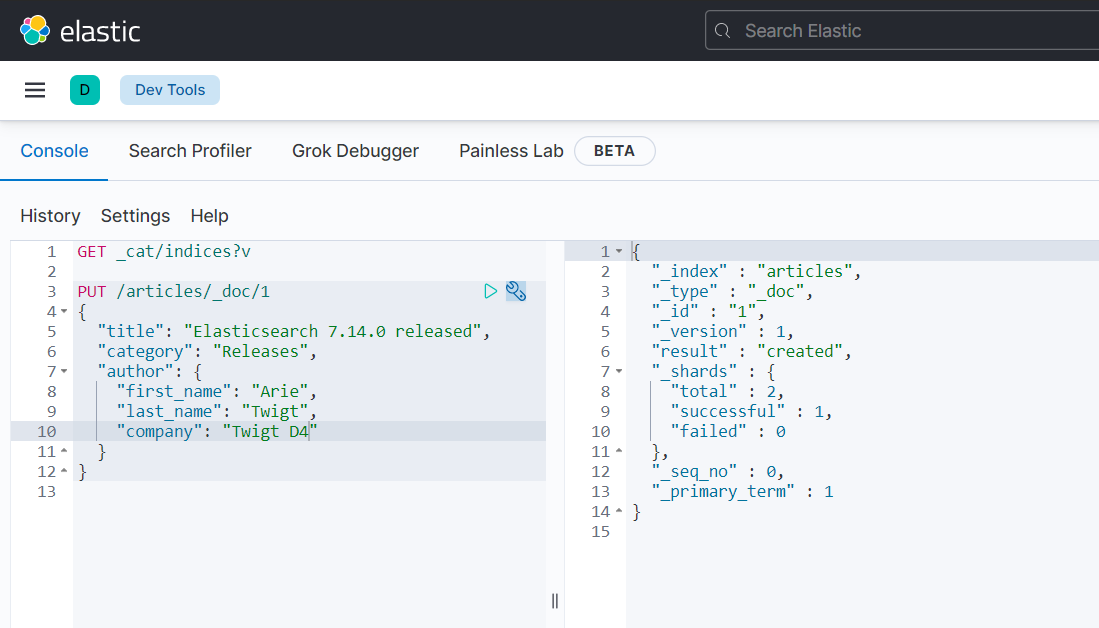 elastic
Search Elastic
D
Dev Tools
Console Search Profiler Grok Debugger Painless Lab BETA
History Settings Help
1 GET _cat/indices?v
2
3 PUT /articles/_doc/1
4 {
5 "title": "Elasticsearch 7.14.0 released",
6 "category": "Releases",
7 "author": {
8 "first_name": "Arie",
9 "last_name": "Twigt",
10 "company": "Twigt D4"
11 }
12 }
13
1 {
2 "_index" : "articles",
3 "_type" : "_doc",
4 "_id" : "1",
5 "_version" : 1,
6 "result" : "created",
7 "_shards" : {
8 "total" : 2,
9 "successful" : 1,
10 "failed" : 0
11 },
12 "_seq_no" : 0,
13 "_primary_term" : 1
14 }
15